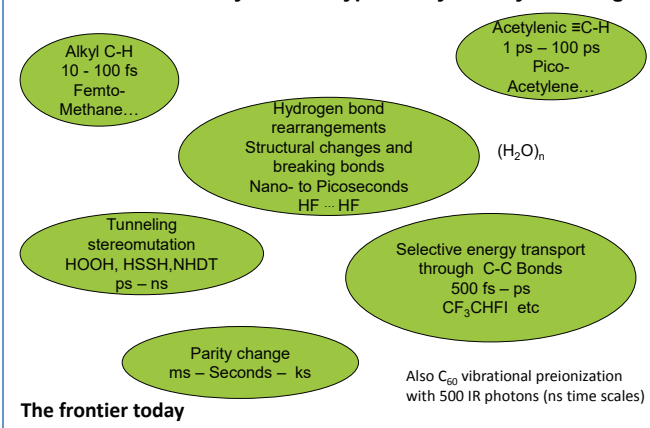 Alkyl C-H
10 - 100 fs
Femto-
Methane…
Acetylenic ≡C-H
1 ps – 100 ps
Pico-
Acetylene…
Hydrogen bond
rearrangements
Structural changes and
breaking bonds
Nano- to Picoseconds
HF ··· HF
(H₂O)ₙ
Tunneling
stereomutation
HOOH, HSSH,NHDT
ps – ns
Selective energy transport
through C-C Bonds
500 fs – ps
CF₃CHFI etc
Parity change
ms – Seconds – ks
Also C₆₀ vibrational preionization
with 500 IR photons (ns time scales)
The frontier today